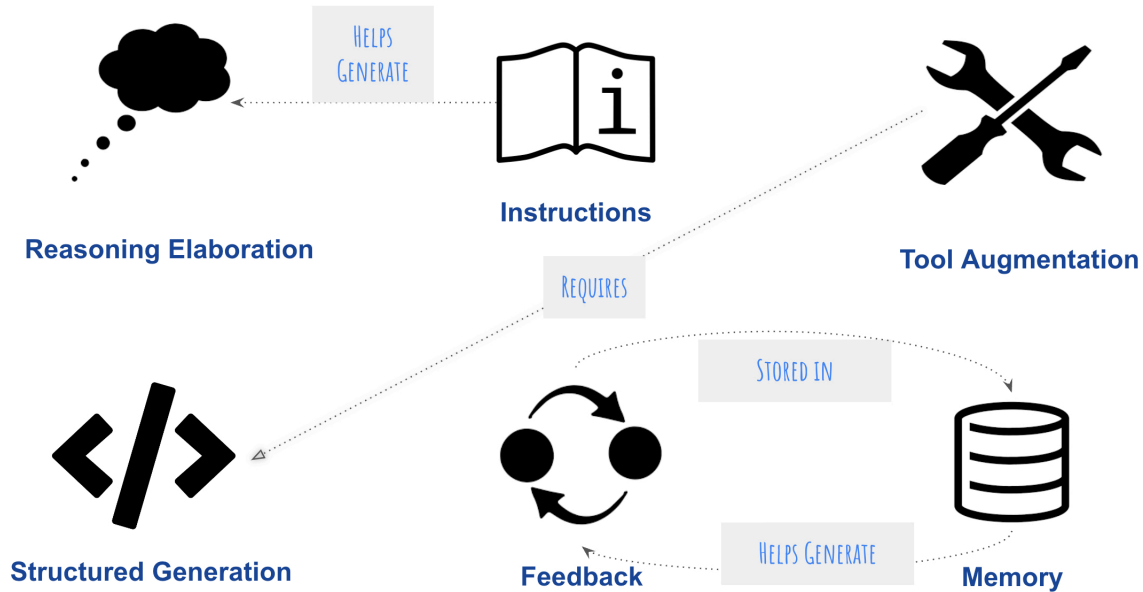 Helps
Generate
i
Instructions
Reasoning Elaboration
Tool Augmentation
Requires
Stored in
Helps Generate
Structured Generation
Feedback
Memory